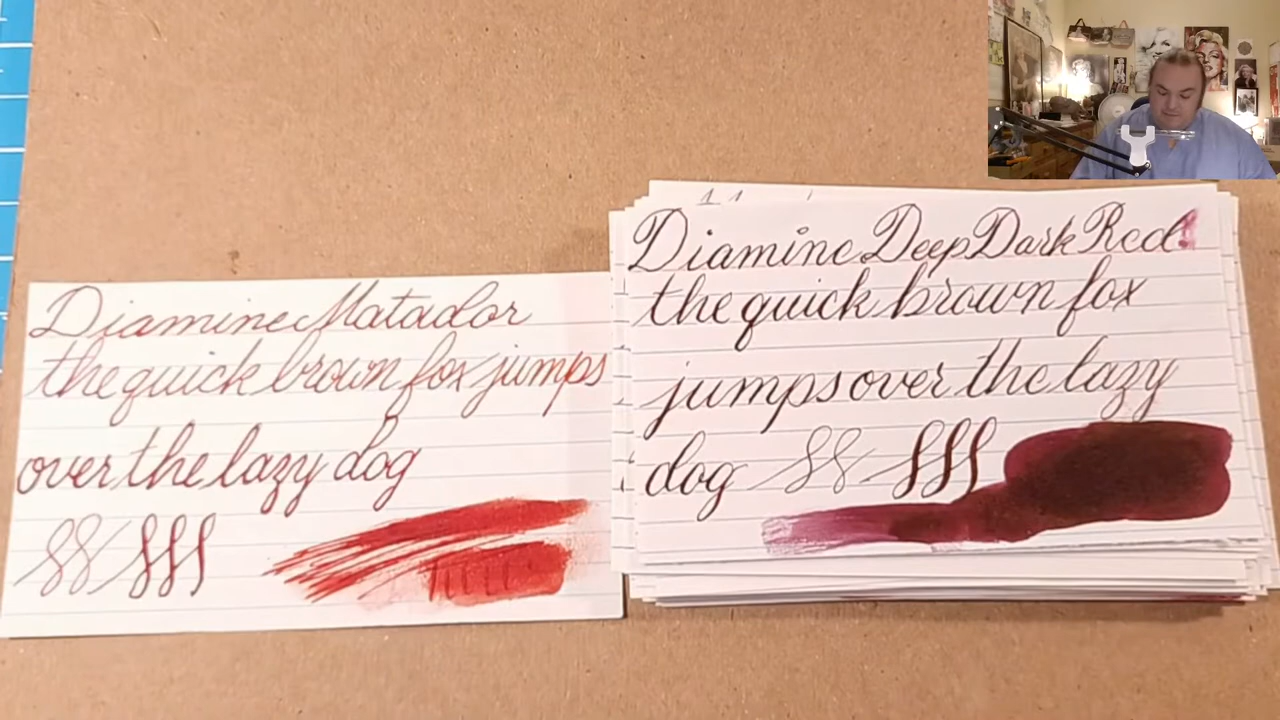 Diamine Matador
the quick brown fox jumps
over the lazy dog
Diamine Deep Dark Red!
the quick brown fox
jumps over the lazy
dog